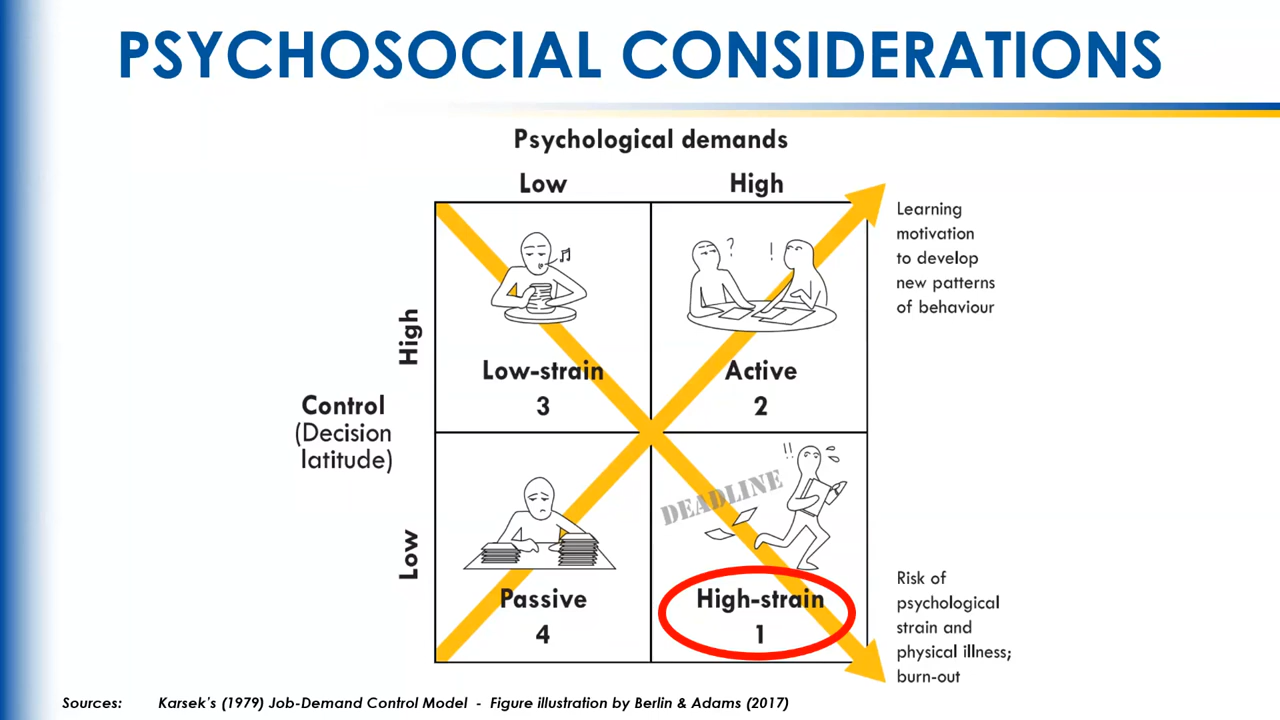 PSYCHOSOCIAL CONSIDERATIONS
Psychological demands
Low
High
Learning
motivation
to develop
new patterns
of behaviour
?
!
High
Low-strain
3
Active
2
Control
(Decision
latitude)
Low
!!
DEADLINE
Passive
4
High-strain
1
Risk of
psychological
strain and
physical illness;
burn-out
Sources: Karsek's (1979) Job-Demand Control Model - Figure illustration by Berlin & Adams (2017)